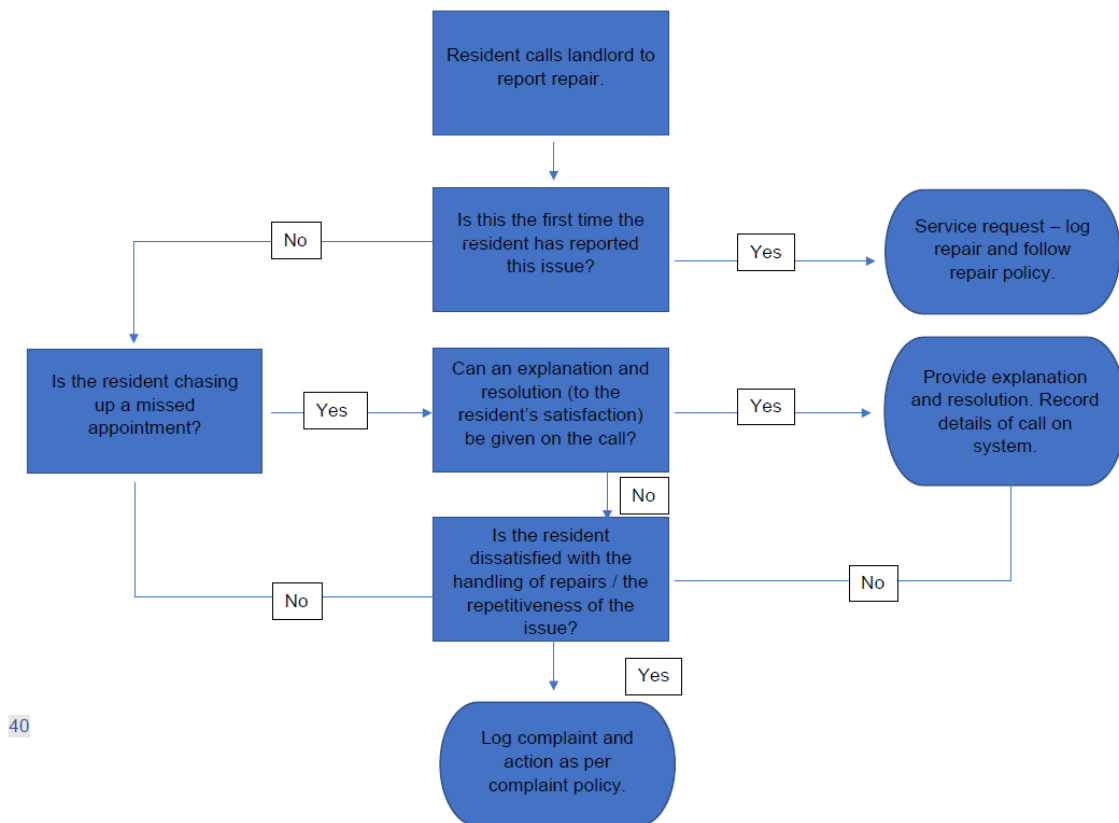 Resident calls landlord to
report repair.
Is this the first time the
resident has reported
this issue?
No
Yes
Service request – log
repair and follow
repair policy.
Is the resident chasing
up a missed
appointment?
Yes
Can an explanation and
resolution (to the
resident’s satisfaction)
be given on the call?
Yes
Provide explanation
and resolution. Record
details of call on
system.
No
Is the resident
dissatisfied with the
handling of repairs / the
repetitiveness of the
issue?
No
No
Yes
Log complaint and
action as per
complaint policy.
40